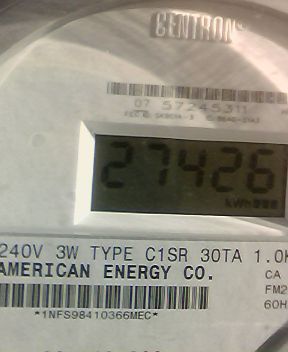 CENTRON
07 57245311
27426
kWh
240V 3W TYPE C1SR 30TA 1.0K
AMERICAN ENERGY CO.
CA
FM2
60H
*1NFS98410366MEC*